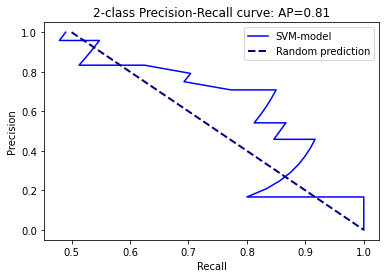 2-class Precision-Recall curve: AP=0.81
SVM-model
Random prediction
Precision
1.0
0.8
0.6
0.4
0.2
0.0
0.5
0.6
0.7
0.8
0.9
1.0
Recall